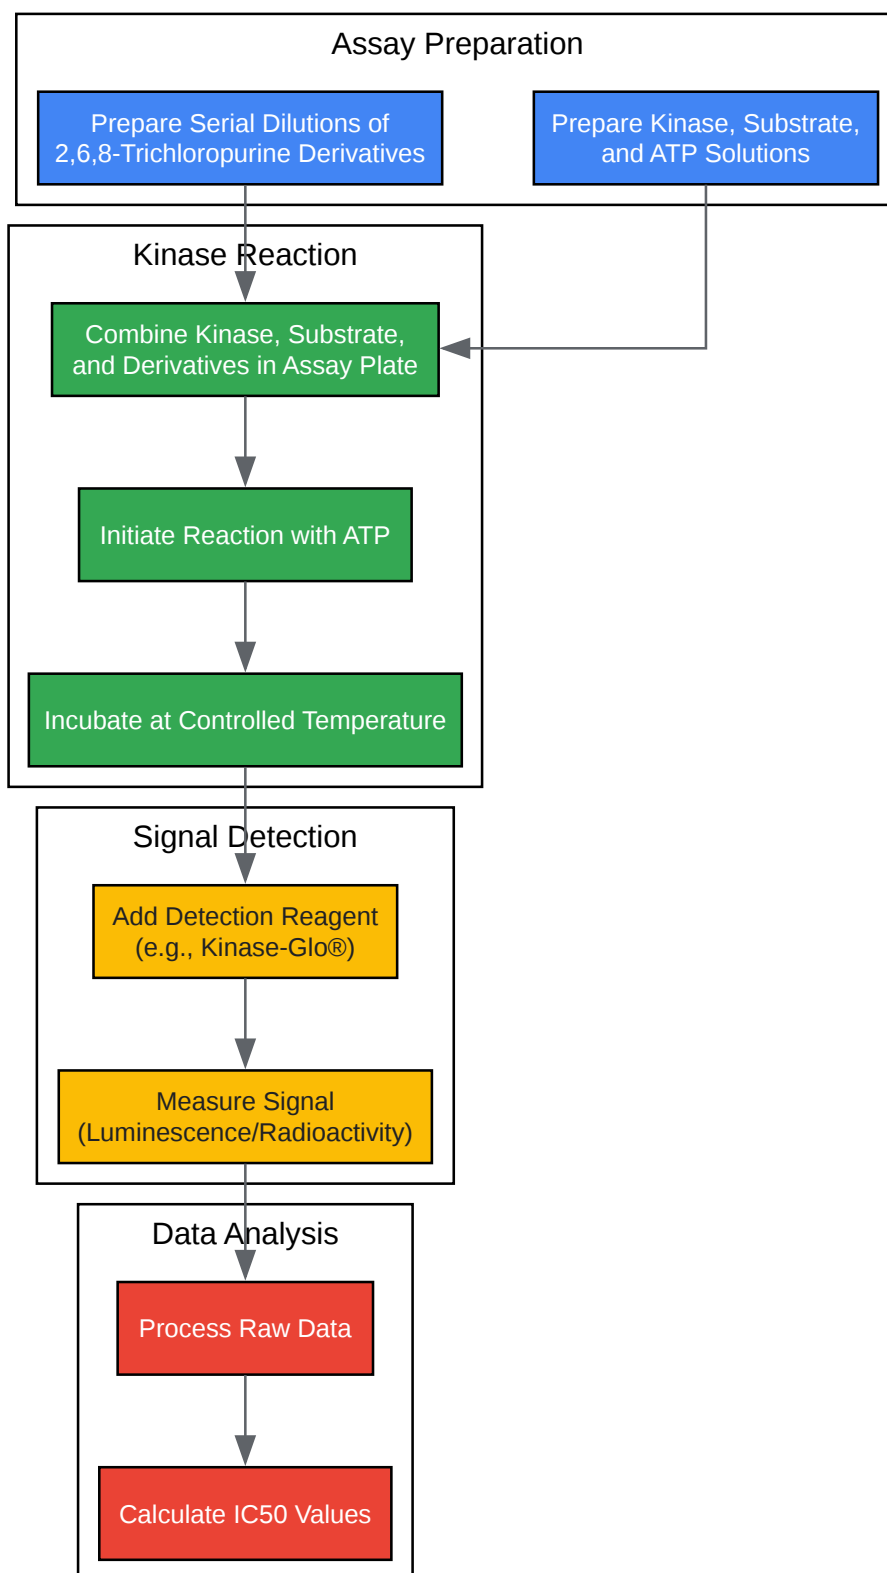 Assay Preparation
Prepare Serial Dilutions of
2,6,8-Trichloropurine Derivatives
Prepare Kinase, Substrate,
and ATP Solutions
Kinase Reaction
Combine Kinase, Substrate,
and Derivatives in Assay Plate
Initiate Reaction with ATP
Incubate at Controlled Temperature
Signal Detection
Add Detection Reagent
(e.g., Kinase-Glo®)
Measure Signal
(Luminescence/Radioactivity)
Data Analysis
Process Raw Data
Calculate IC50 Values